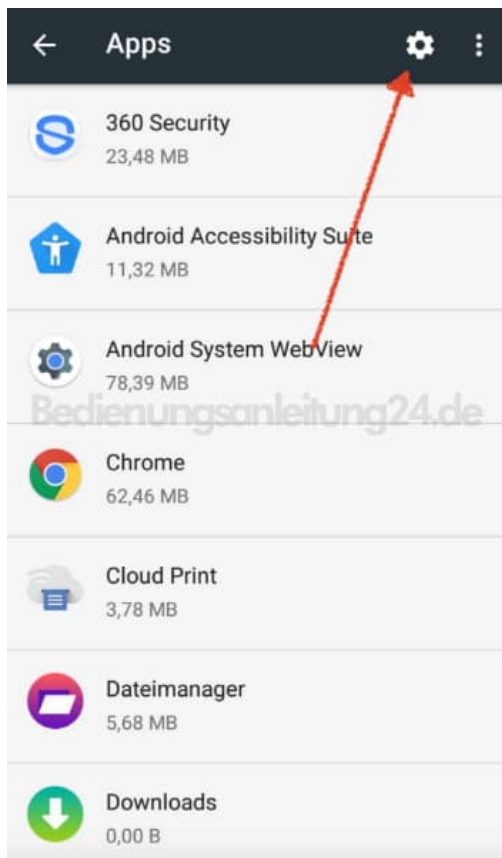 Apps
360 Security
23,48 MB
Android Accessibility Suite
11,32 MB
Android System WebView
78,39 MB
Bedienungsanleitung24.de
Chrome
62,46 MB
Cloud Print
3,78 MB
Dateimanager
5,68 MB
Downloads
0,00 B